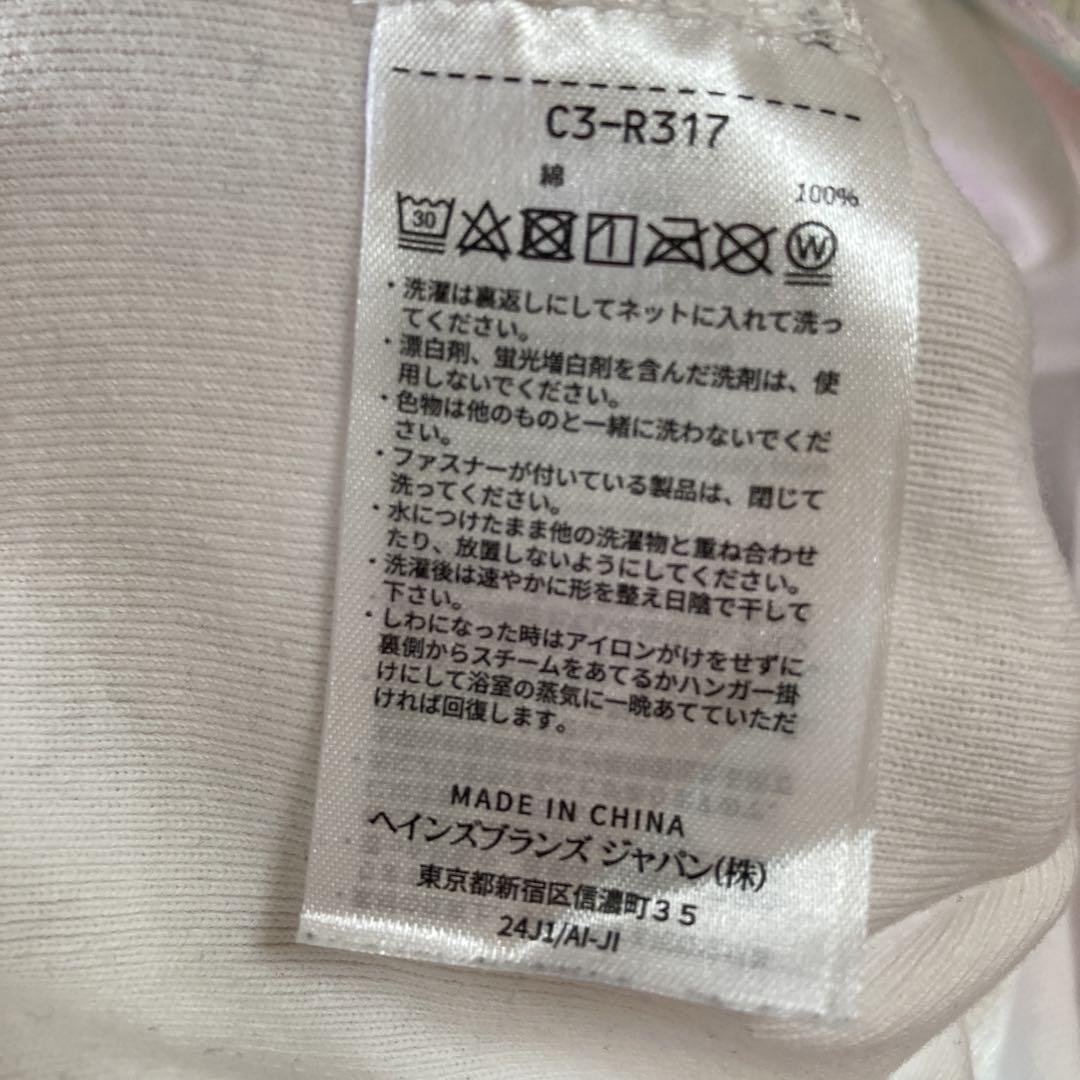 C3-R317
綿 100%
30 W
・洗濯は裏返しにしてネットに入れて洗っ
てください。
・漂白剤、蛍光増白剤を含んだ洗剤は、使
用しないでください。
・色物は他のものと一緒に洗わないでくだ
さい。
・ファスナーが付いている製品は、閉じて
洗ってください。
・水につけたまま他の洗濯物と重ね合わせ
たり、放置しないようにしてください。
・洗濯後は速やかに形を整え日陰で干して
下さい。
・しわになった時はアイロンがけをせずに
裏側からスチームをあてるかハンガー掛
けにして浴室の蒸気に一晩あてていただ
ければ回復します。
MADE IN CHINA
ヘインズブランズ ジャパン(株)
東京都新宿区信濃町３５
24J1/AI-JI